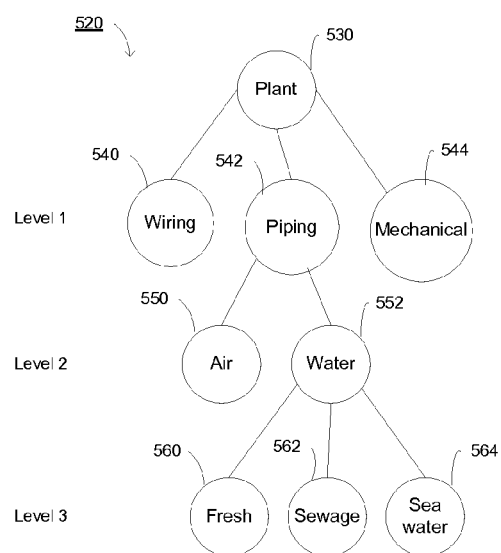 520
530
Plant
540
542
544
Level 1
Wiring
Piping
Mechanical
550
552
Level 2
Air
Water
560
562
564
Level 3
Fresh
Sewage
Sea
water